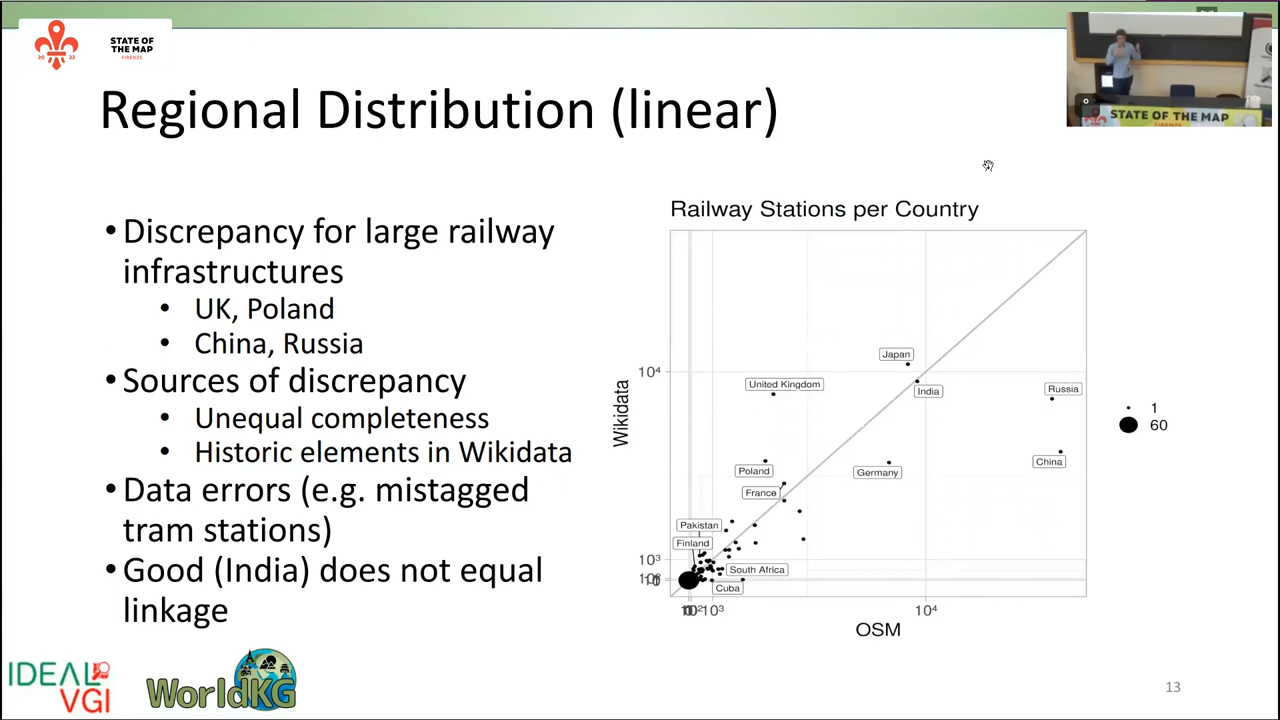 STATE OF
THE MAP
FIRENZE
2022
STATE OF THE MAP
FIRENZE
Regional Distribution (linear)
•Discrepancy for large railway
infrastructures
• UK, Poland
• China, Russia
•Sources of discrepancy
• Unequal completeness
• Historic elements in Wikidata
•Data errors (e.g. mistagged
tram stations)
•Good (India) does not equal
linkage
Railway Stations per Country
Wikidata
10⁴
10³
Japan
United Kingdom
India
Russia
Poland
Germany
China
France
Pakistan
Finland
South Africa
Cuba
10³
10⁴
OSM
1
60
IDEAL
VGI
WorldKG
13